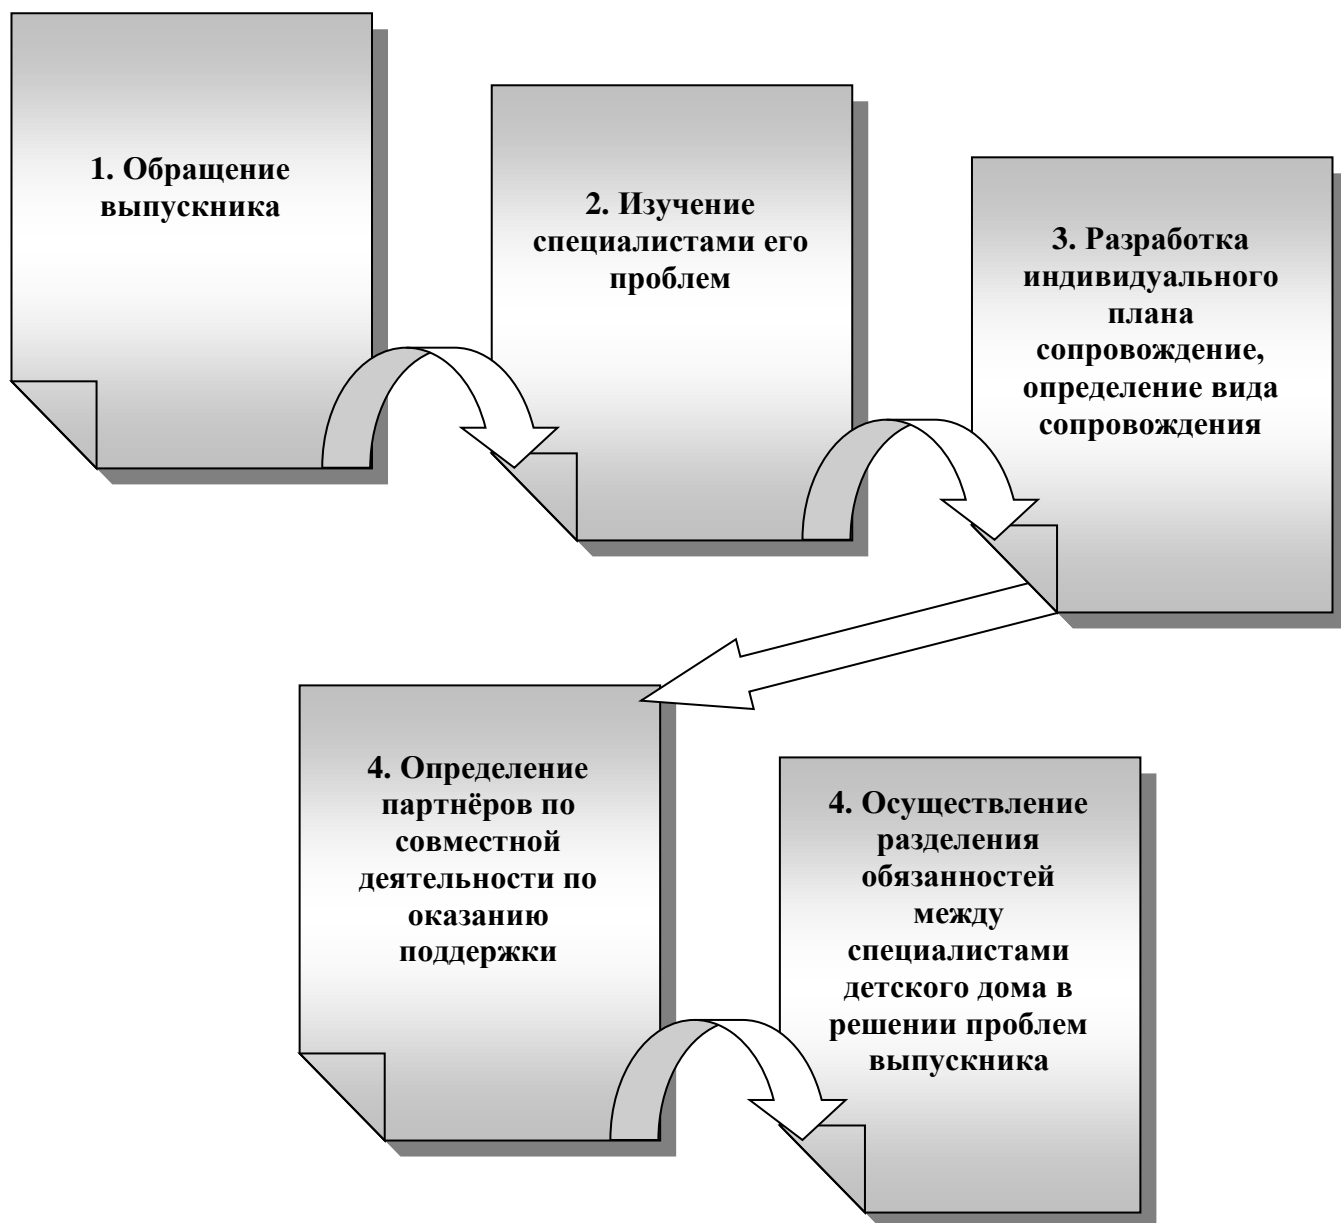 1. Обращение
выпускника
2. Изучение
специалистами его
проблем
3. Разработка
индивидуального
плана
сопровождение,
определение вида
сопровождения
4. Определение
партнёров по
совместной
деятельности по
оказанию
поддержки
4. Осуществление
разделения
обязанностей
между
специалистами
детского дома в
решении проблем
выпускника